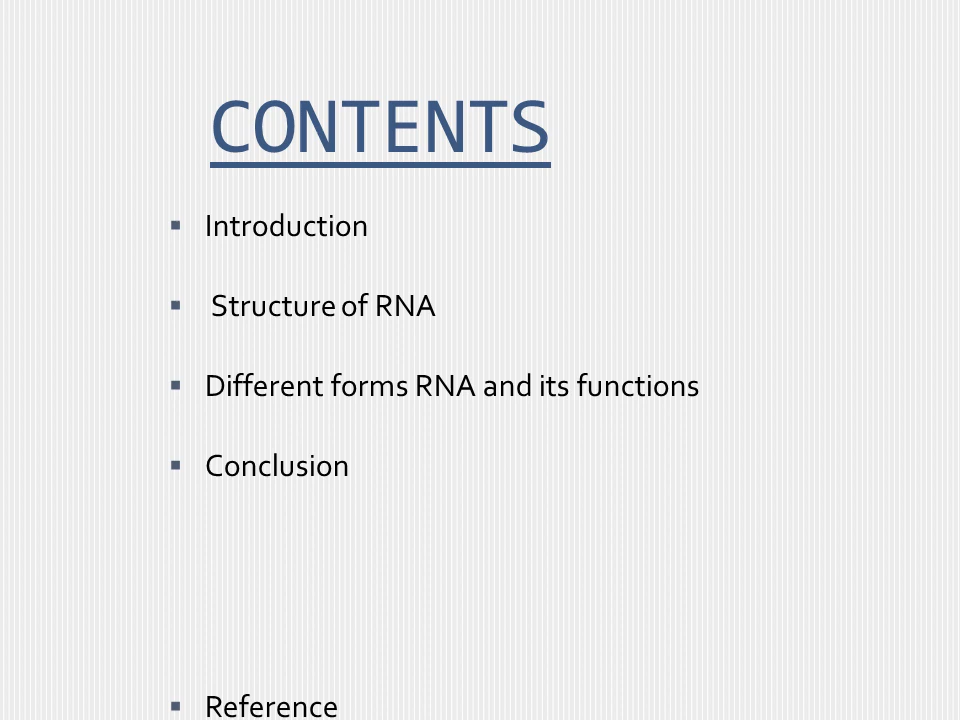 CONTENTS
▪ Introduction
▪ Structure of RNA
▪ Different forms RNA and its functions
▪ Conclusion
▪ Reference